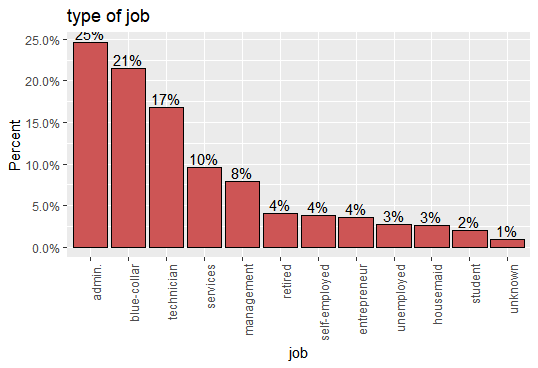 type of job
25%
21%
17%
10%
8%
4%
4%
4%
3%
3%
2%
1%
25.0%
20.0%
15.0%
10.0%
5.0%
0.0%
Percent
admin.
blue-collar
technician
services
management
retired
self-employed
entrepreneur
unemployed
housemaid
student
unknown
job